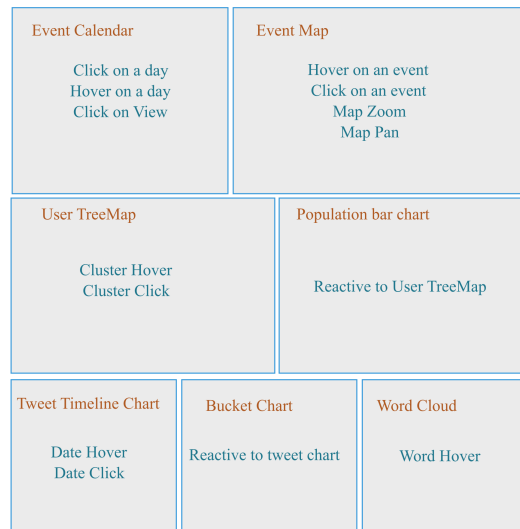 Event Calendar
Click on a day
Hover on a day
Click on View
Event Map
Hover on an event
Click on an event
Map Zoom
Map Pan
User TreeMap
Cluster Hover
Cluster Click
Population bar chart
Reactive to User TreeMap
Tweet Timeline Chart
Date Hover
Date Click
Bucket Chart
Reactive to tweet chart
Word Cloud
Word Hover